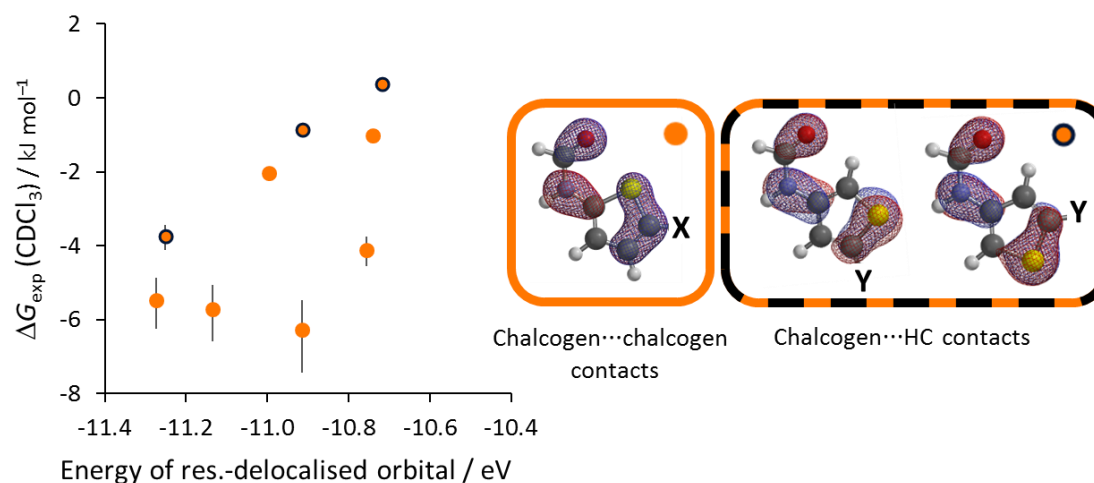 2
0
-2
-4
-6
-8
ΔGexp (CDCl3) / kJ mol−1
-11.4 -11.2 -11.0 -10.8 -10.6 -10.4
Energy of res.-delocalised orbital / eV
X
Y
Y
Chalcogen···chalcogen
contacts
Chalcogen···HC contacts